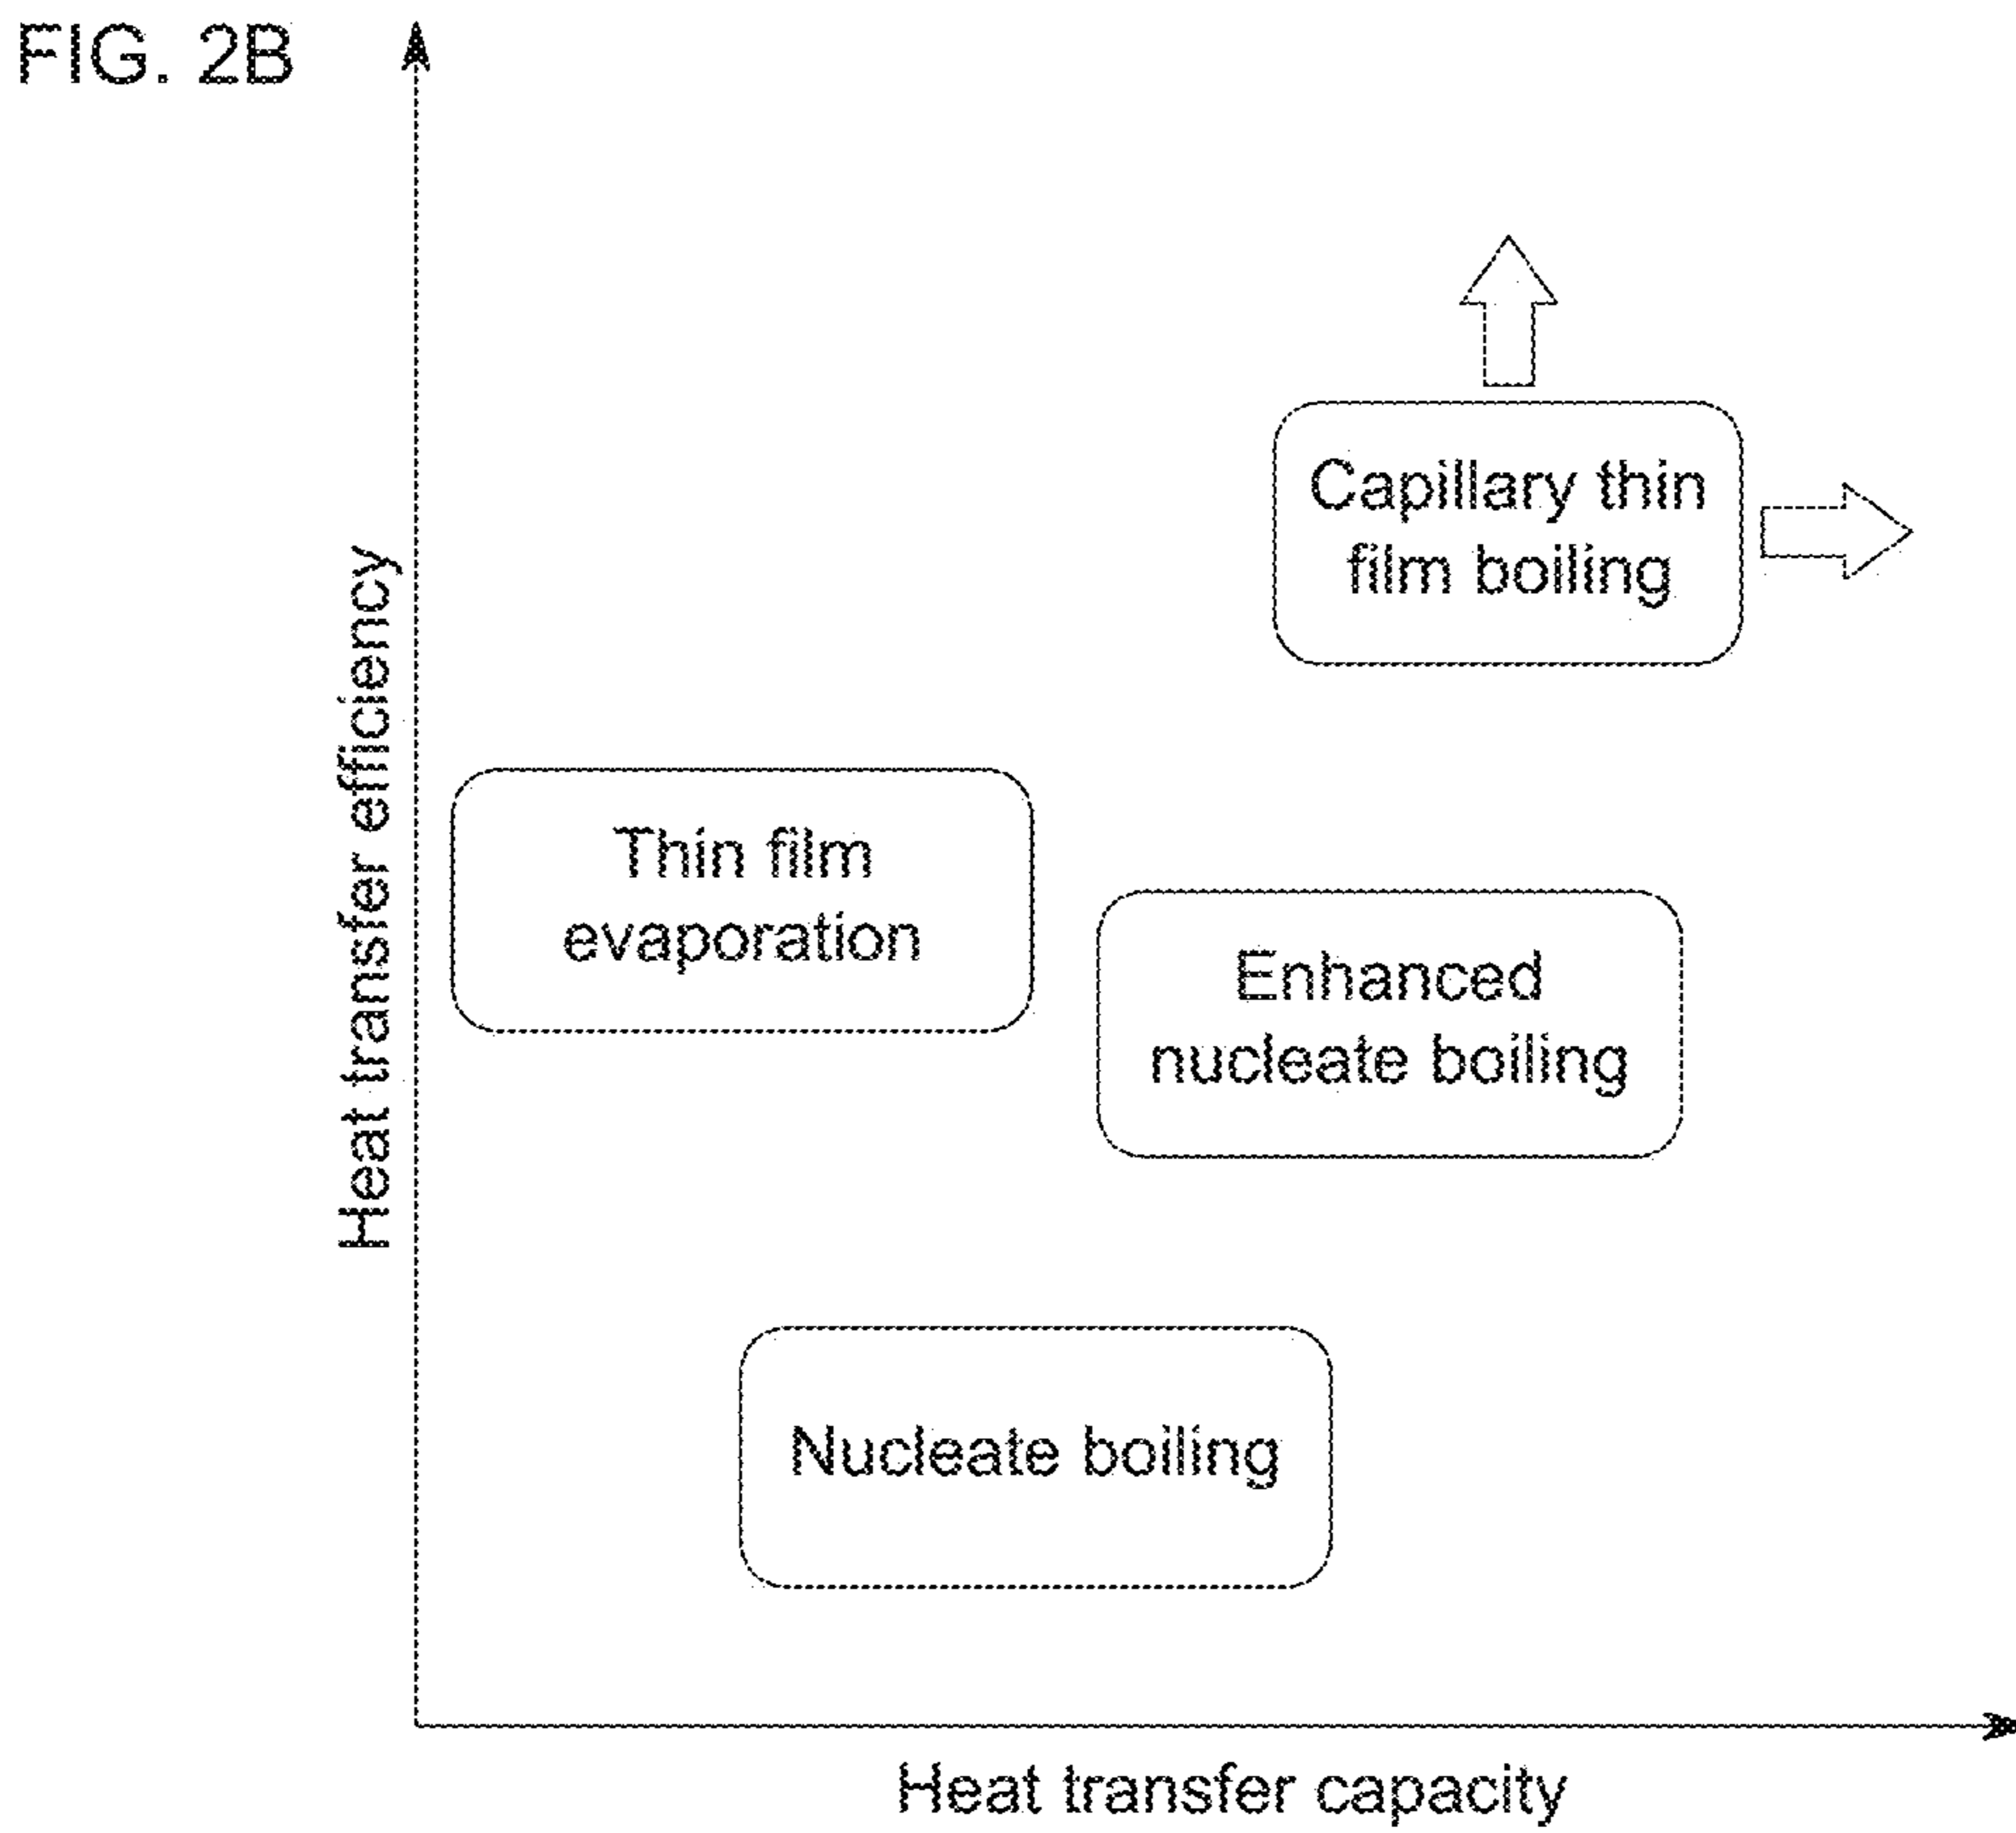 FIG. 2B
Heat transfer efficiency
Capillary thin
film boiling
Thin film
evaporation
Enhanced
nucleate boiling
Nucleate boiling
Heat transfer capacity